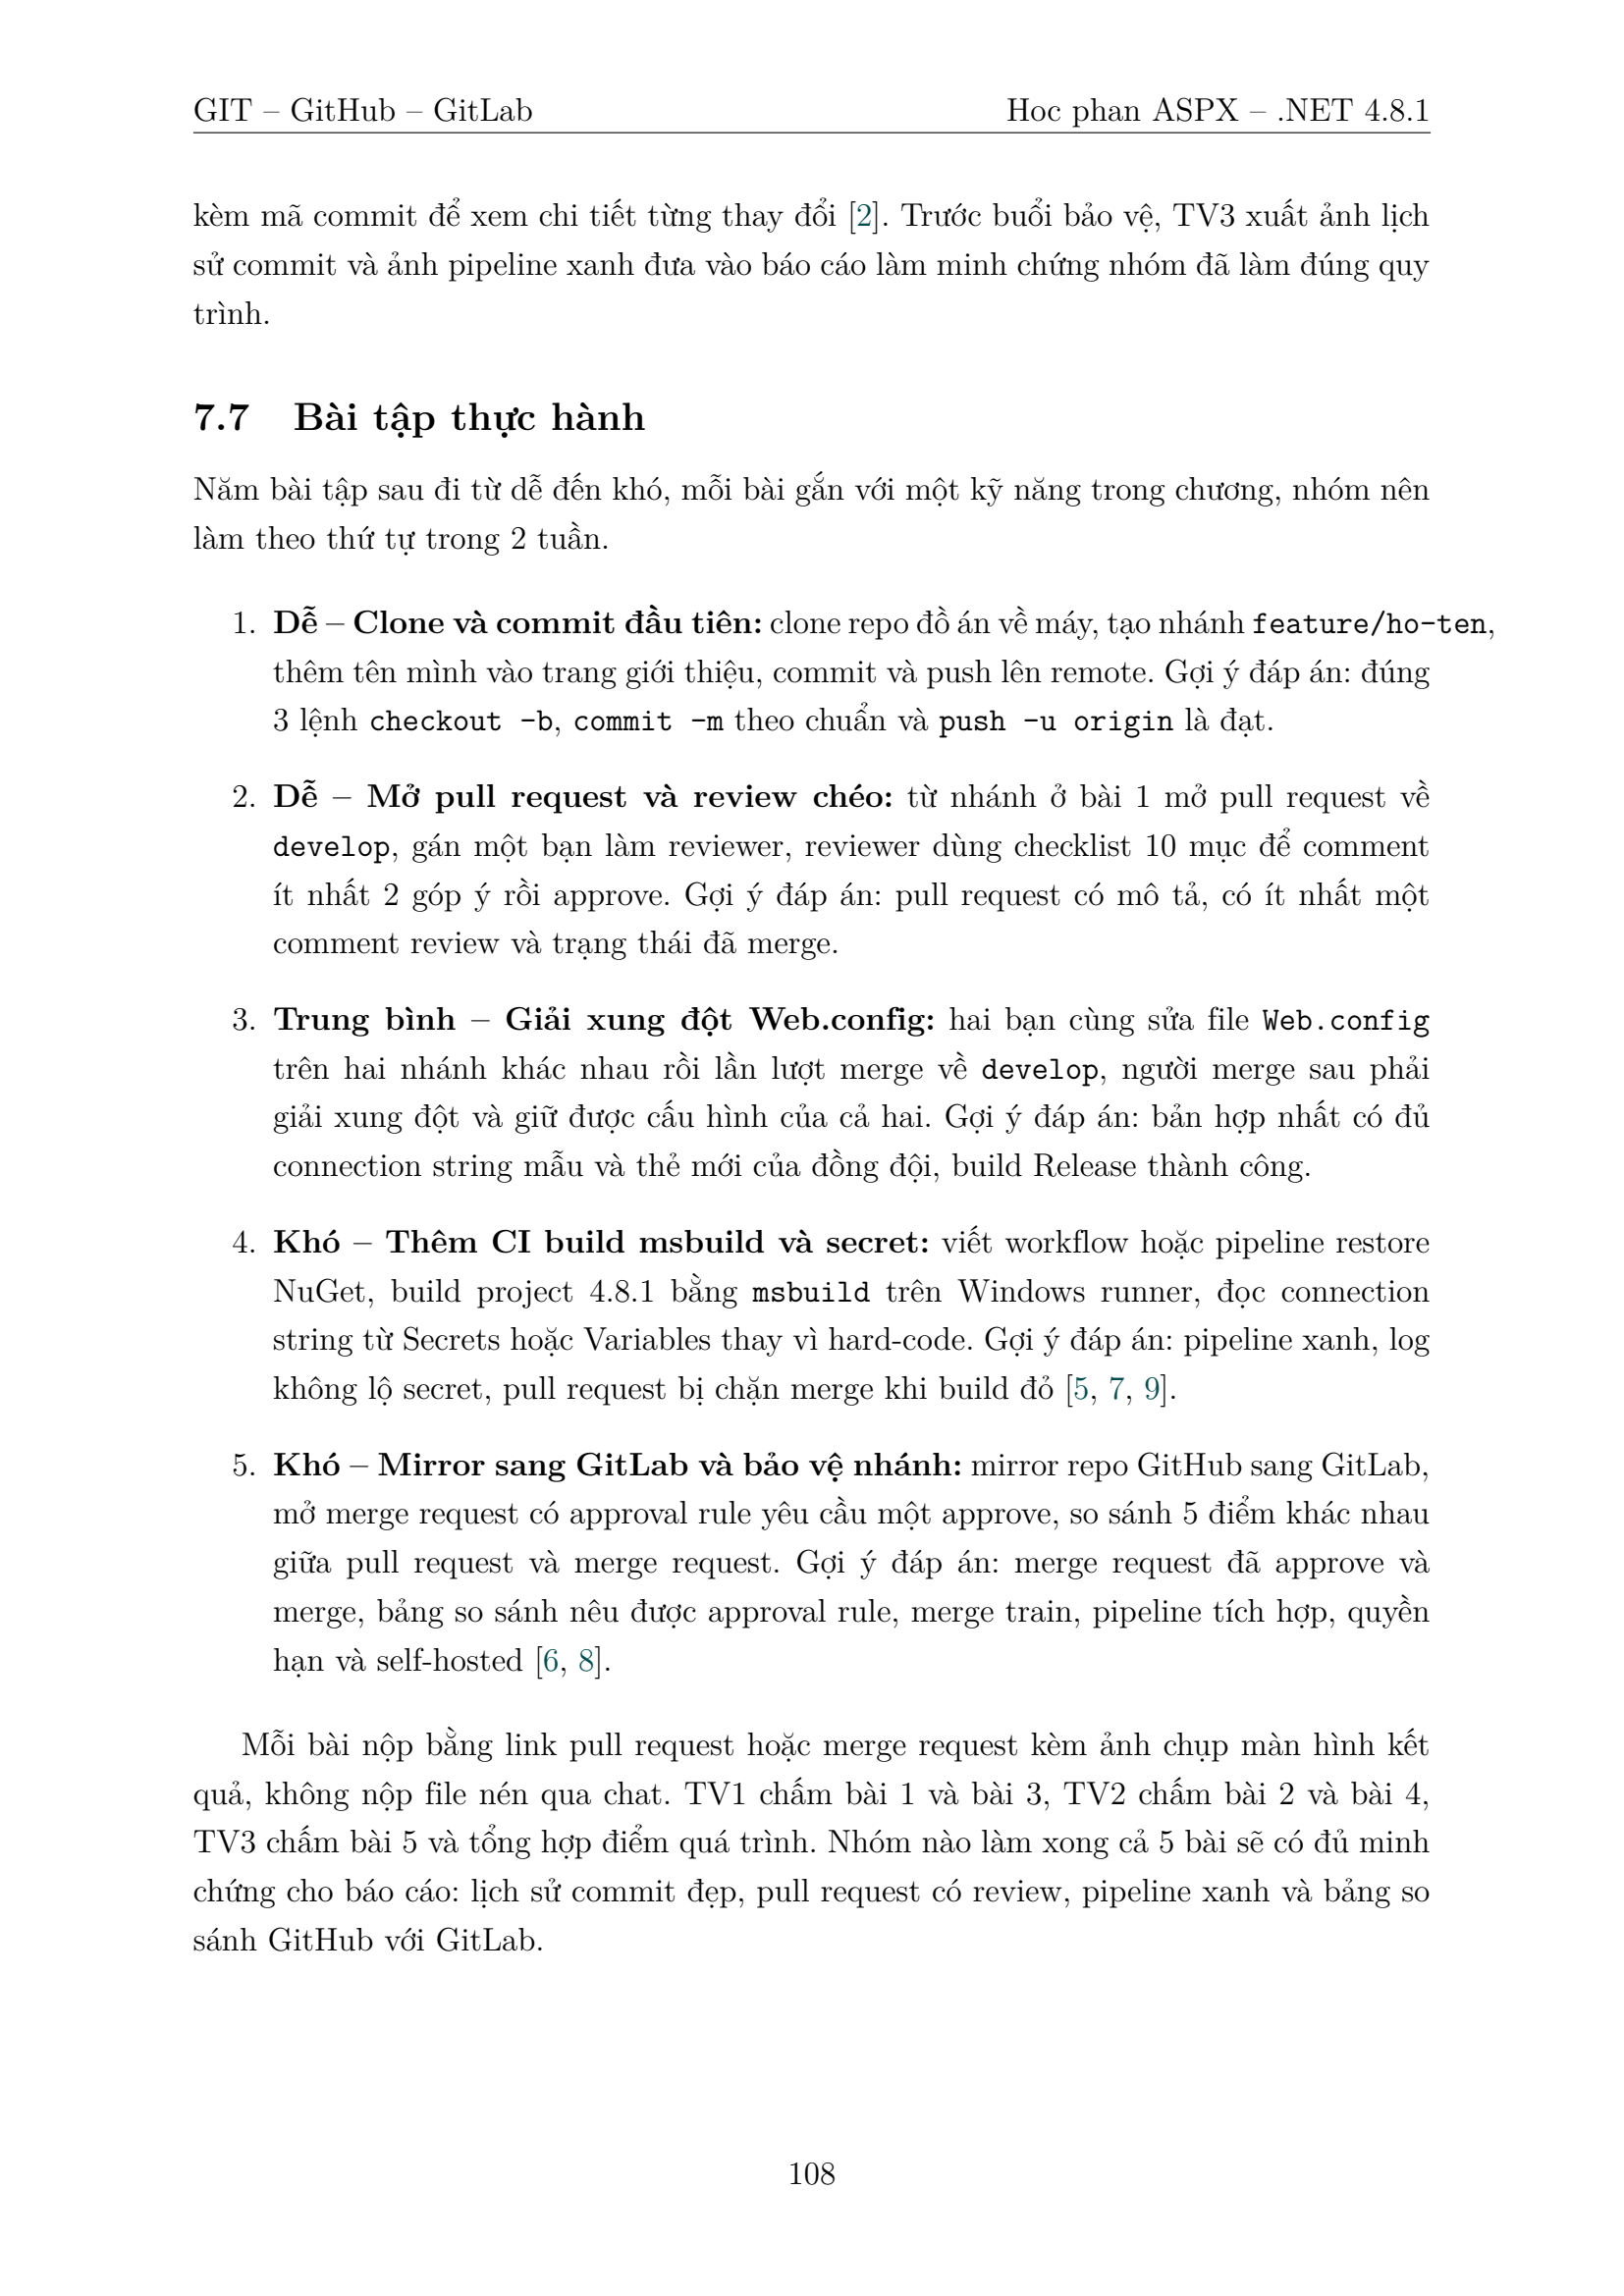 GIT – GitHub – GitLab
Hoc phan ASPX – .NET 4.8.1
kèm mã commit để xem chi tiết từng thay đổi [2]. Trước buổi bảo vệ, TV3 xuất ảnh lịch
sử commit và ảnh pipeline xanh đưa vào báo cáo làm minh chứng nhóm đã làm đúng quy
trình.
7.7 Bài tập thực hành
Năm bài tập sau đi từ dễ đến khó, mỗi bài gắn với một kỹ năng trong chương, nhóm nên
làm theo thứ tự trong 2 tuần.
1. Dễ – Clone và commit đầu tiên: clone repo đồ án về máy, tạo nhánh feature/ho-ten,
thêm tên mình vào trang giới thiệu, commit và push lên remote. Gợi ý đáp án: đúng
3 lệnh checkout -b, commit -m theo chuẩn và push -u origin là đạt.
2. Dễ – Mở pull request và review chéo: từ nhánh ở bài 1 mở pull request về
develop, gán một bạn làm reviewer, reviewer dùng checklist 10 mục để comment
ít nhất 2 góp ý rồi approve. Gợi ý đáp án: pull request có mô tả, có ít nhất một
comment review và trạng thái đã merge.
3. Trung bình – Giải xung đột Web.config: hai bạn cùng sửa file Web.config
trên hai nhánh khác nhau rồi lần lượt merge về develop, người merge sau phải
giải xung đột và giữ được cấu hình của cả hai. Gợi ý đáp án: bản hợp nhất có đủ
connection string mẫu và thẻ mới của đồng đội, build Release thành công.
4. Khó – Thêm CI build msbuild và secret: viết workflow hoặc pipeline restore
NuGet, build project 4.8.1 bằng msbuild trên Windows runner, đọc connection
string từ Secrets hoặc Variables thay vì hard-code. Gợi ý đáp án: pipeline xanh, log
không lộ secret, pull request bị chặn merge khi build đỏ [5, 7, 9].
5. Khó – Mirror sang GitLab và bảo vệ nhánh: mirror repo GitHub sang GitLab,
mở merge request có approval rule yêu cầu một approve, so sánh 5 điểm khác nhau
giữa pull request và merge request. Gợi ý đáp án: merge request đã approve và
merge, bảng so sánh nêu được approval rule, merge train, pipeline tích hợp, quyền
hạn và self-hosted [6, 8].
Mỗi bài nộp bằng link pull request hoặc merge request kèm ảnh chụp màn hình kết
quả, không nộp file nén qua chat. TV1 chấm bài 1 và bài 3, TV2 chấm bài 2 và bài 4,
TV3 chấm bài 5 và tổng hợp điểm quá trình. Nhóm nào làm xong cả 5 bài sẽ có đủ minh
chứng cho báo cáo: lịch sử commit đẹp, pull request có review, pipeline xanh và bảng so
sánh GitHub với GitLab.
108